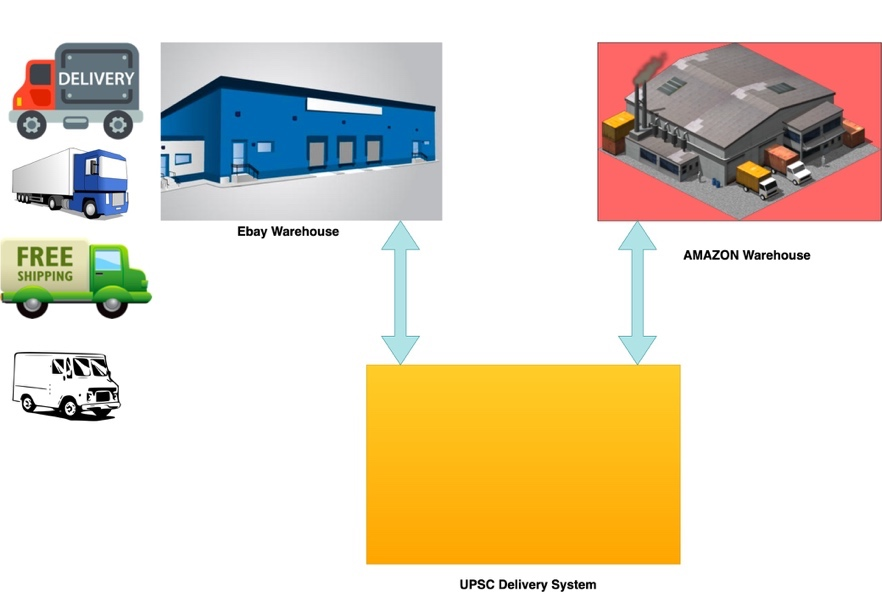 DELIVERY
FREE
SHIPPING
Ebay Warehouse
AMAZON Warehouse
UPSC Delivery System